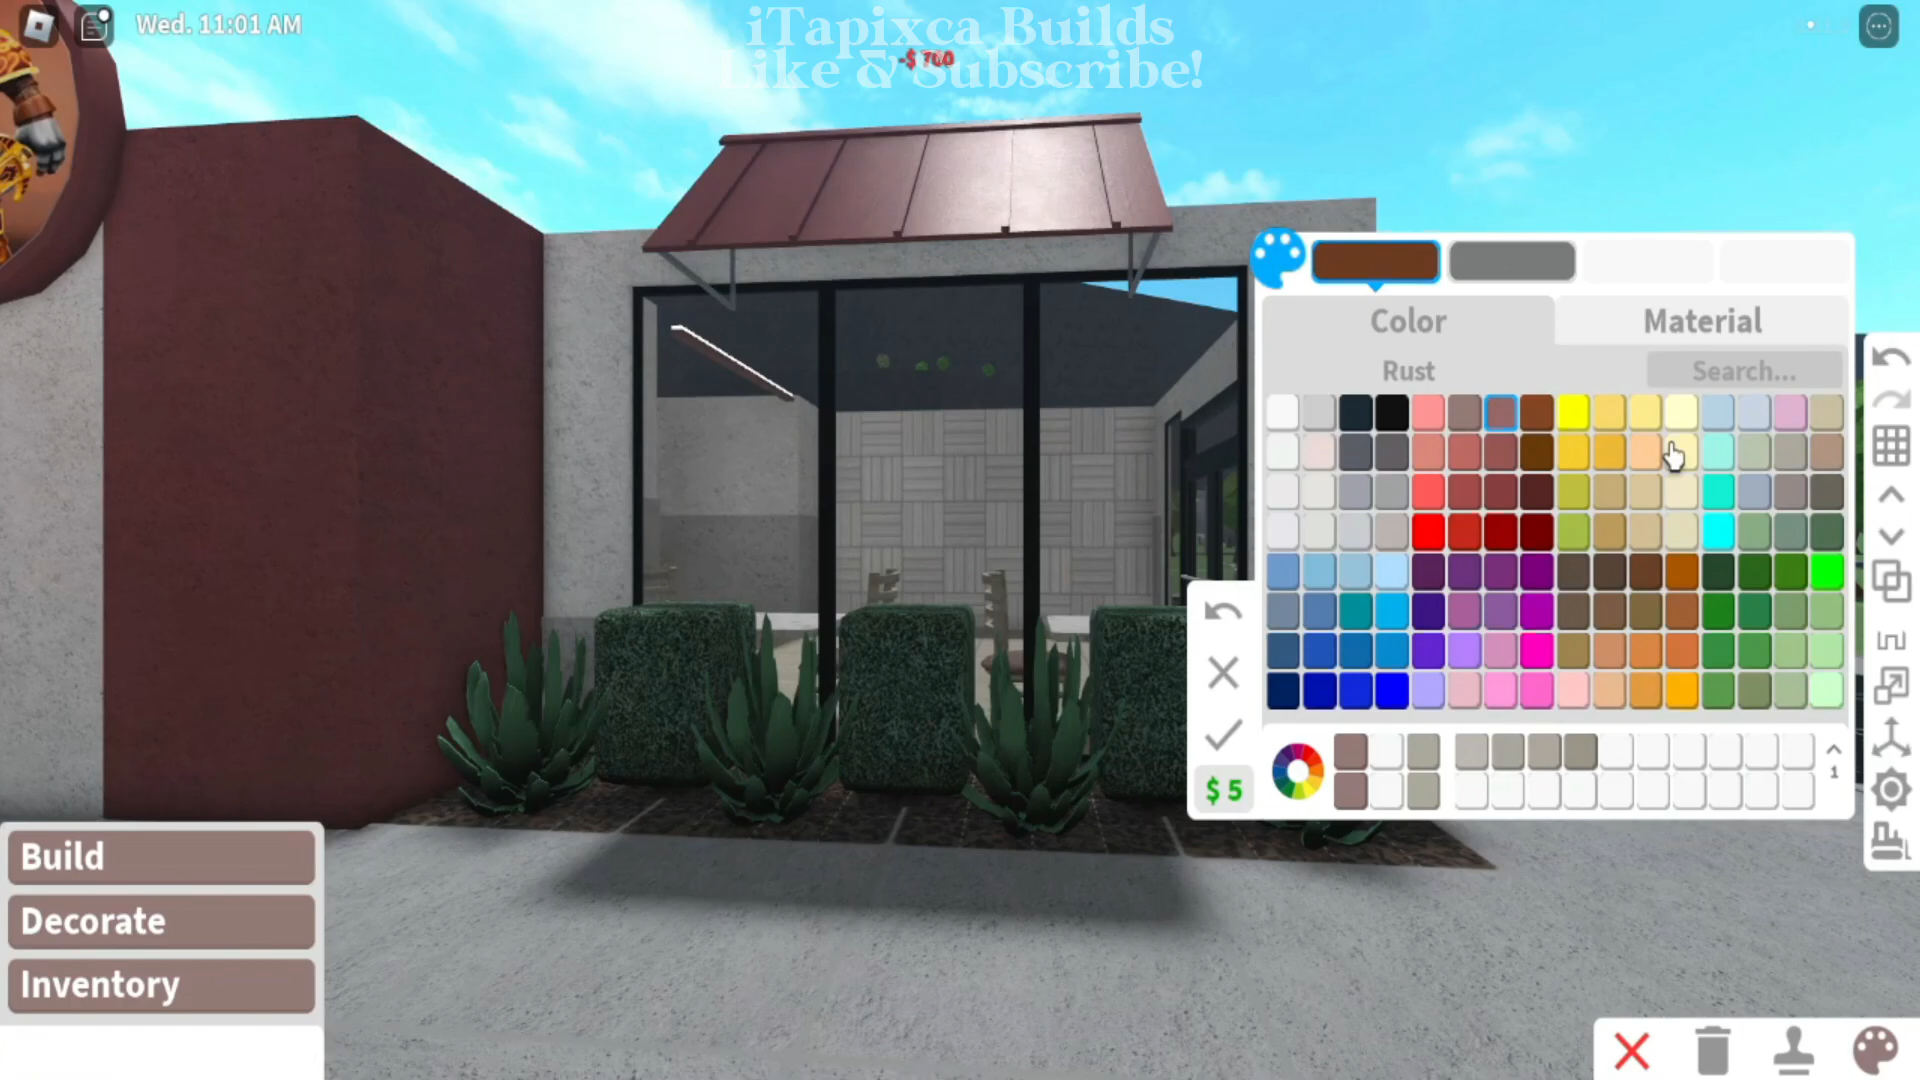 Wed. 11:01 AM
iTapixca Builds
-$ 700
Like & Subscribe!
Color
Material
Rust
Search...
$ 5
1
Build
Decorate
Inventory